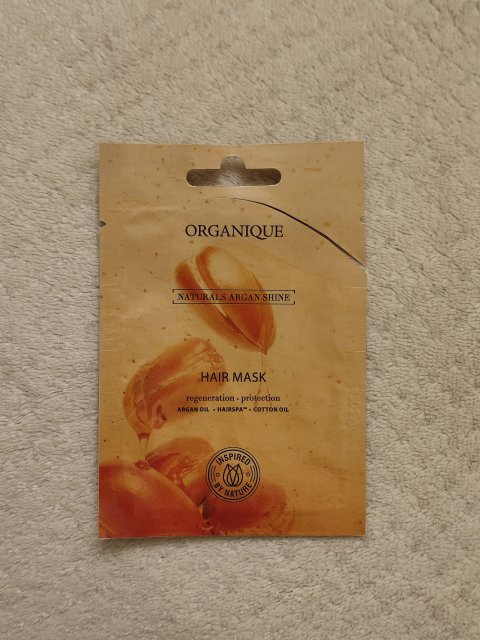 ORGANIQUE
NATURALS ARGAN SHINE
HAIR MASK
regeneration • protection
ARGAN OIL • HAIRSPA™ • COTTON OIL
INSPIRED
BY NATURE